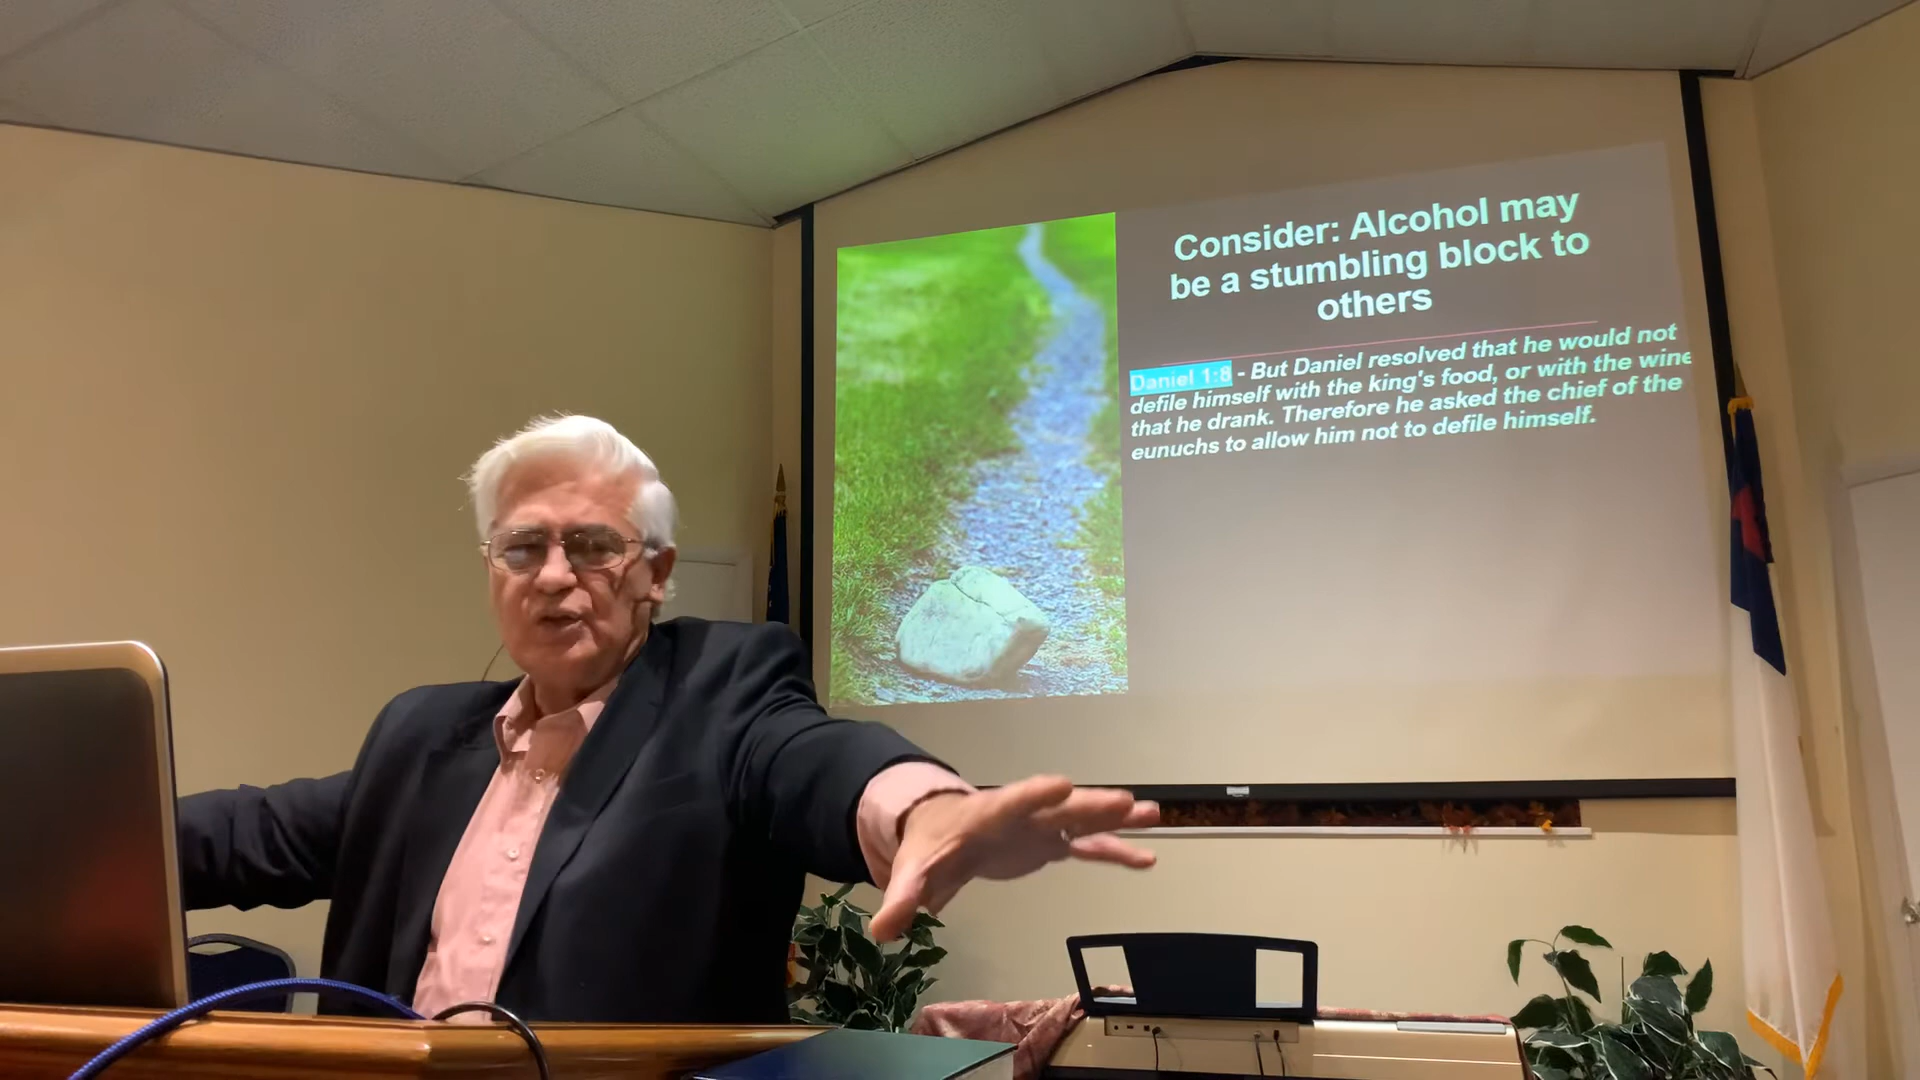 Consider: Alcohol may
be a stumbling block to
others
Daniel 1:8 - But Daniel resolved that he would not
defile himself with the king's food, or with the wine
that he drank. Therefore he asked the chief of the
eunuchs to allow him not to defile himself.